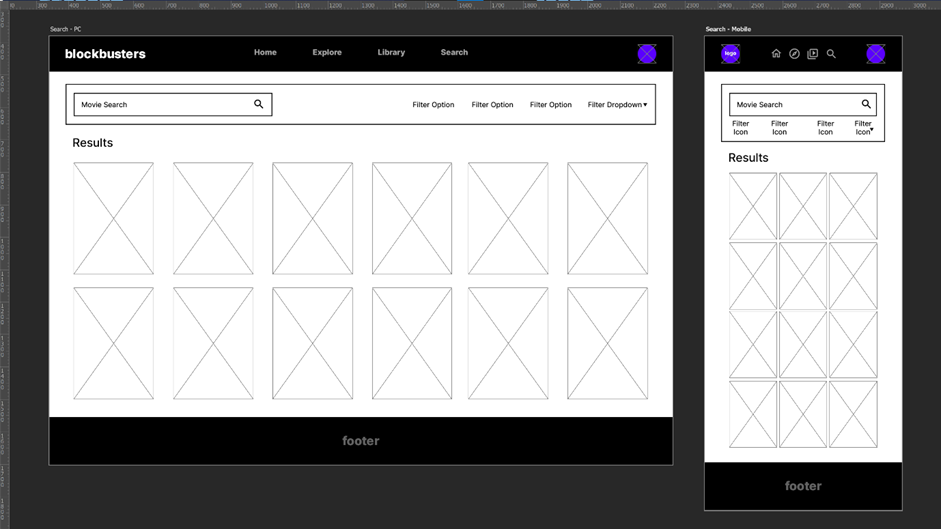 Search - PC
blockbusters
Home
Explore
Library
Search
Movie Search
Filter Option
Filter Option
Filter Option
Filter Dropdown
Results
footer
Search - Mobile
logo
Movie Search
Filter
Icon
Filter
Icon
Filter
Icon
Filter
Icon
Results
footer